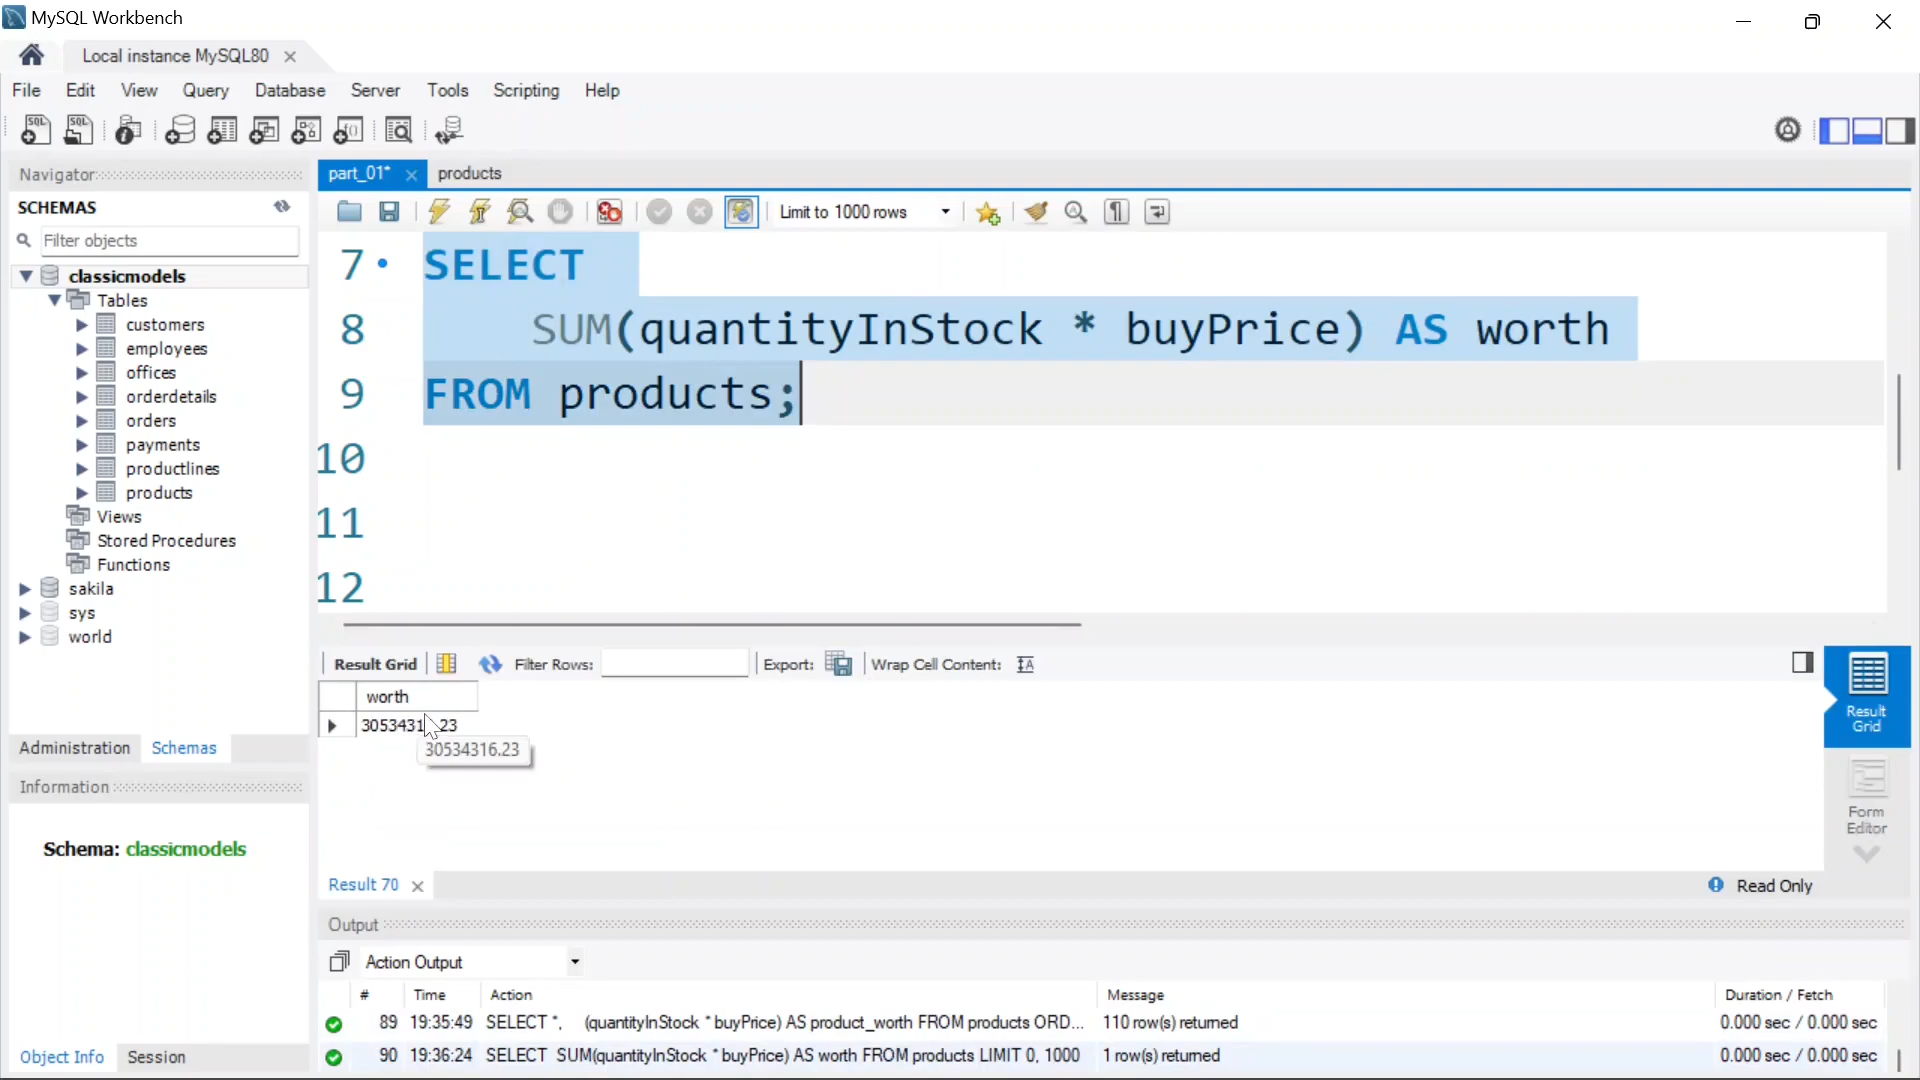 MySQL Workbench
Local instance MySQL80
File Edit View Query Database Server Tools Scripting Help
Navigator
SCHEMAS
Filter objects
classicmodels
Tables
customers
employees
offices
orderdetails
orders
payments
productlines
products
Views
Stored Procedures
Functions
sakila
sys
world
Administration Schemas
Information
Schema: classicmodels
Object Info Session
part_01* products
Limit to 1000 rows
7 SELECT
8 SUM(quantityInStock * buyPrice) AS worth
9 FROM products;
10
11
12
Result Grid Filter Rows: Export: Wrap Cell Content:
worth
30534316.23
Result
Grid
Form
Editor
Result 70 Read Only
Output
Action Output
# Time Action Message Duration / Fetch
89 19:35:49 SELECT *, (quantityInStock * buyPrice) AS product_worth FROM products ORD... 110 row(s) returned 0.000 sec / 0.000 sec
90 19:36:24 SELECT SUM(quantityInStock * buyPrice) AS worth FROM products LIMIT 0, 1000 1 row(s) returned 0.000 sec / 0.000 sec